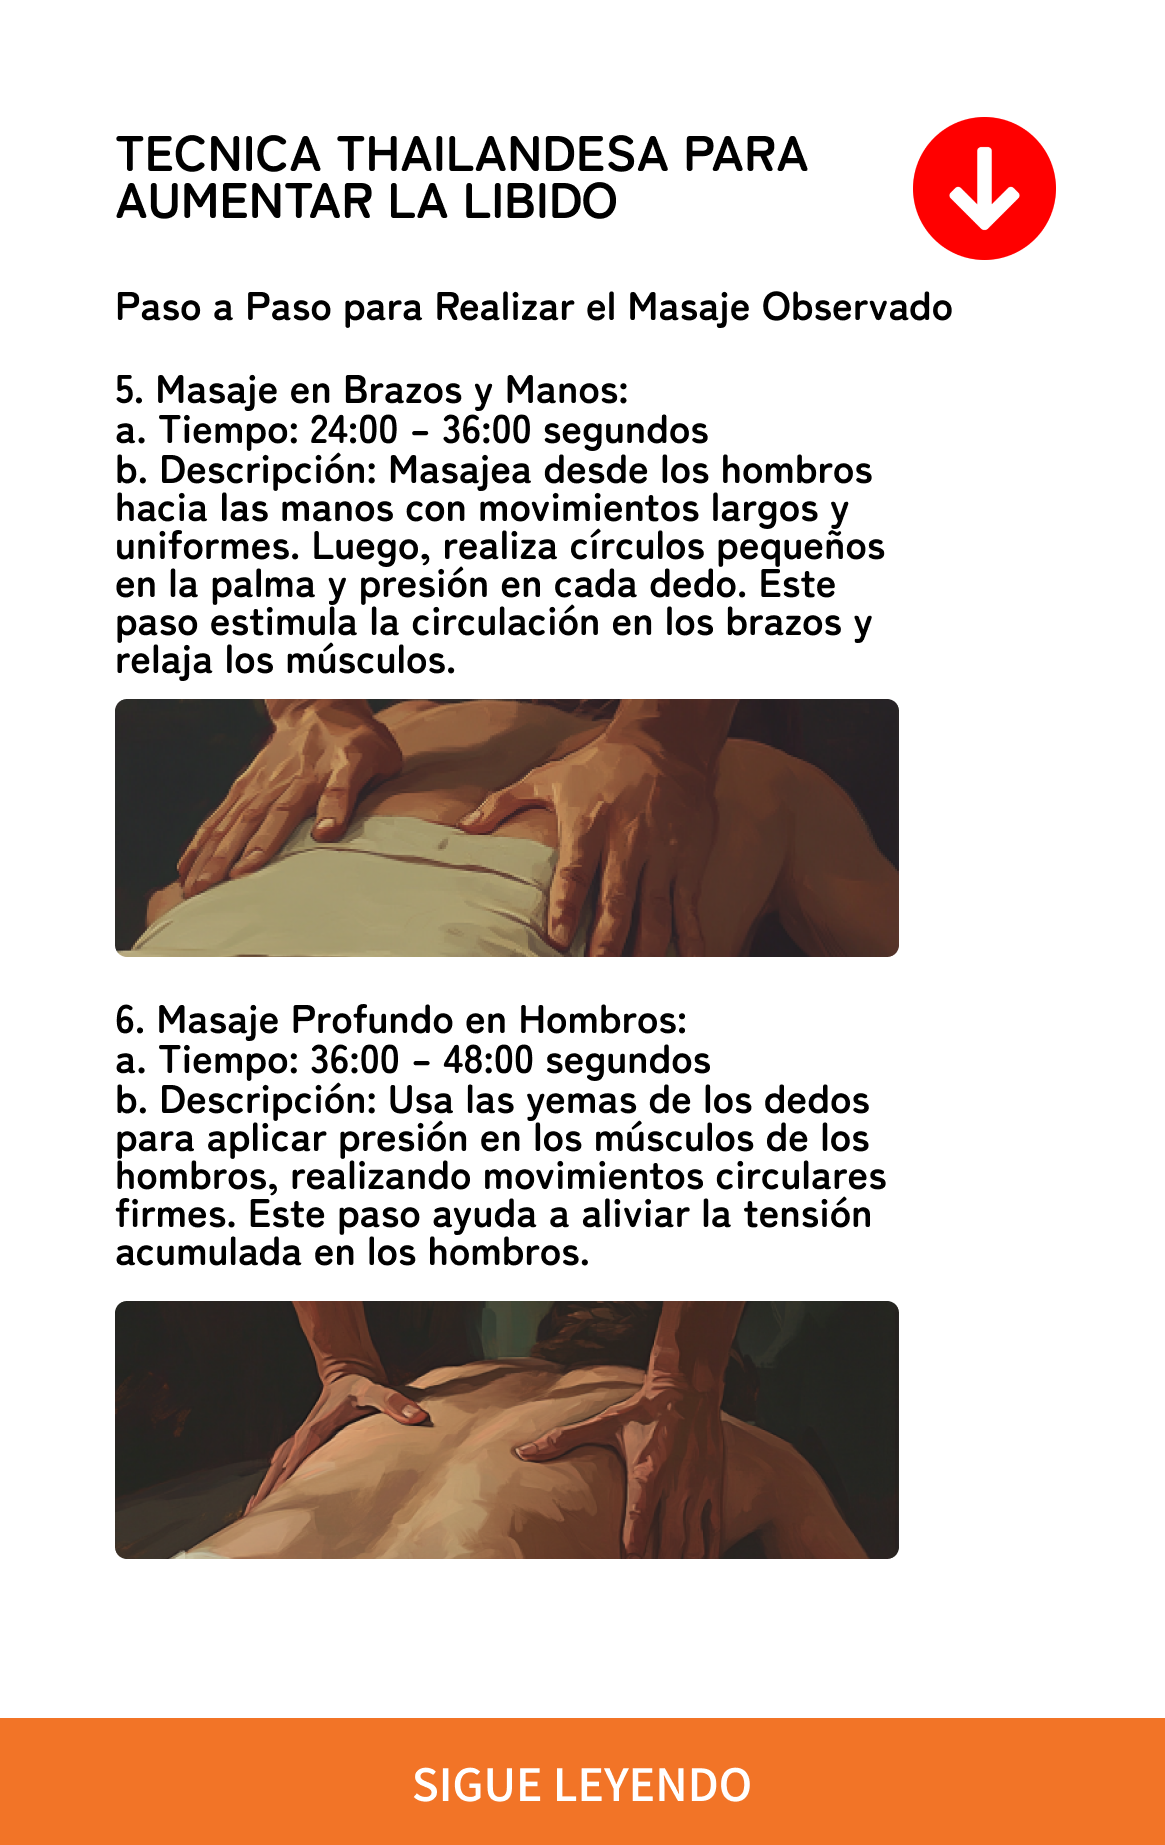 TECNICA THAILANDESA PARA
AUMENTAR LA LIBIDO
Paso a Paso para Realizar el Masaje Observado
5. Masaje en Brazos y Manos:
a. Tiempo: 24:00 – 36:00 segundos
b. Descripción: Masajea desde los hombros
hacia las manos con movimientos largos y
uniformes. Luego, realiza círculos pequeños
en la palma y presión en cada dedo. Este
paso estimula la circulación en los brazos y
relaja los músculos.
6. Masaje Profundo en Hombros:
a. Tiempo: 36:00 – 48:00 segundos
b. Descripción: Usa las yemas de los dedos
para aplicar presión en los músculos de los
hombros, realizando movimientos circulares
firmes. Este paso ayuda a aliviar la tensión
acumulada en los hombros.
SIGUE LEYENDO